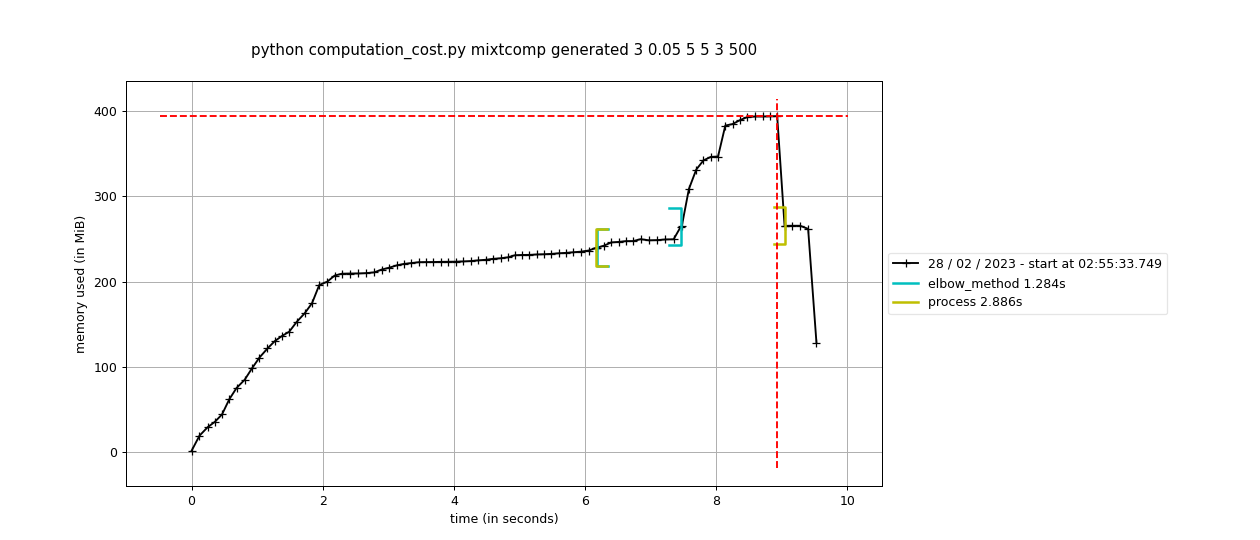 python computation_cost.py mixtcomp generated 3 0.05 5 5 3 500
memory used (in MiB)
400
300
200
100
0
0 2 4 6 8 10
time (in seconds)
28 / 02 / 2023 - start at 02:55:33.749
elbow_method 1.284s
process 2.886s